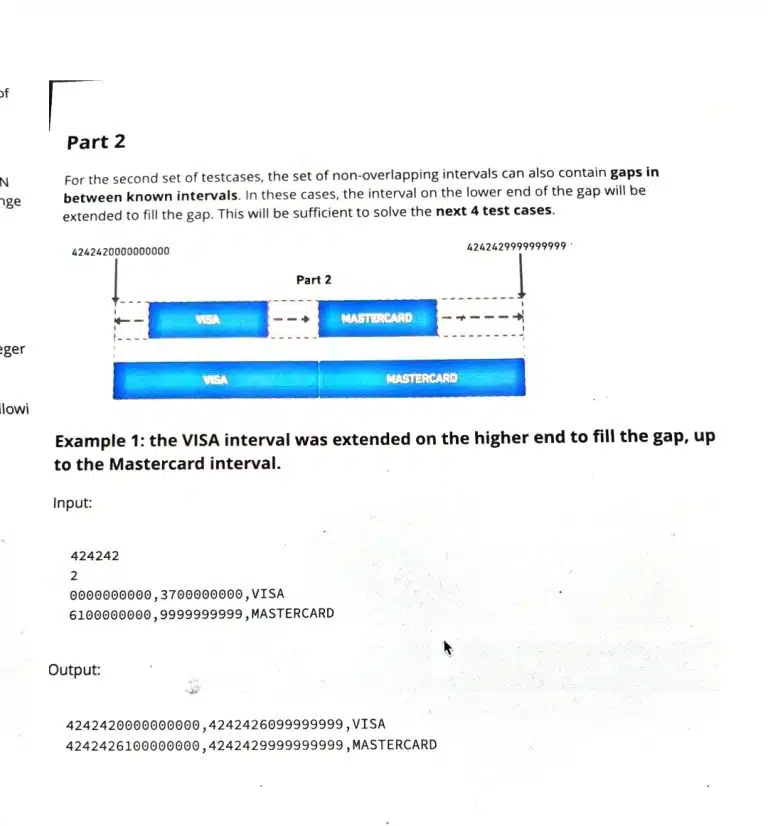 of
Part 2
For the second set of testcases, the set of non-overlapping intervals can also contain gaps in
N
between known intervals. In these cases, the interval on the lower end of the gap will be
nge
extended to fill the gap. This will be sufficient to solve the next 4 test cases.
4242420000000000
4242429999999999
Part 2
VISA
MASTERCARD
eger
VISA
MASTERCARD
llowi
Example 1: the VISA interval was extended on the higher end to fill the gap, up
to the Mastercard interval.
Input:
424242
2
0000000000,3700000000,VISA
6100000000,9999999999,MASTERCARD
Output:
4242420000000000,4242426099999999,VISA
4242426100000000,4242429999999999,MASTERCARD